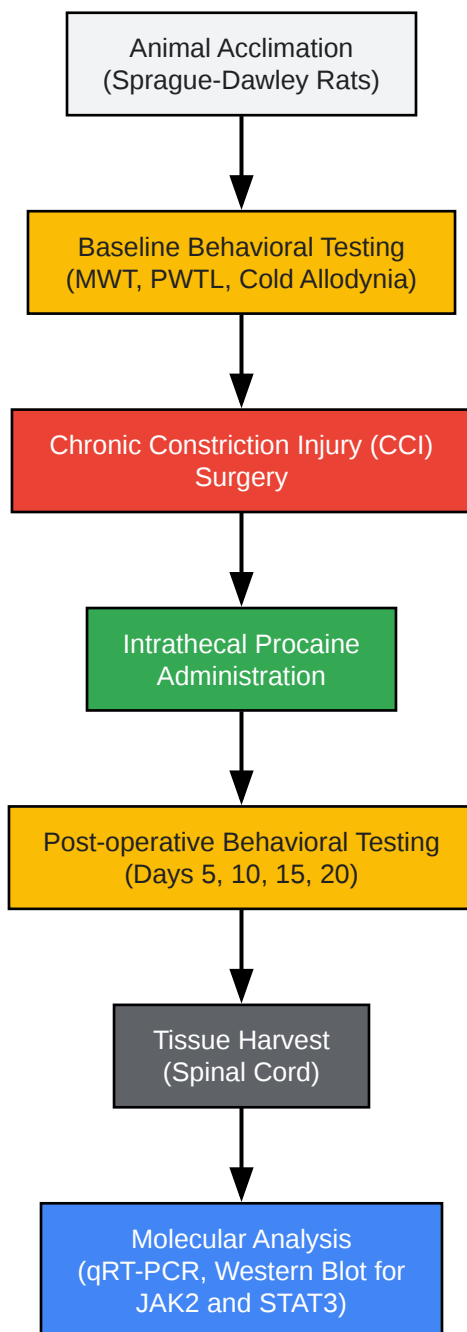 Animal Acclimation
(Sprague-Dawley Rats)
Baseline Behavioral Testing
(MWT, PWTL, Cold Allodynia)
Chronic Constriction Injury (CCI)
Surgery
Intrathecal Procaine
Administration
Post-operative Behavioral Testing
(Days 5, 10, 15, 20)
Tissue Harvest
(Spinal Cord)
Molecular Analysis
(qRT-PCR, Western Blot for
JAK2 and STAT3)